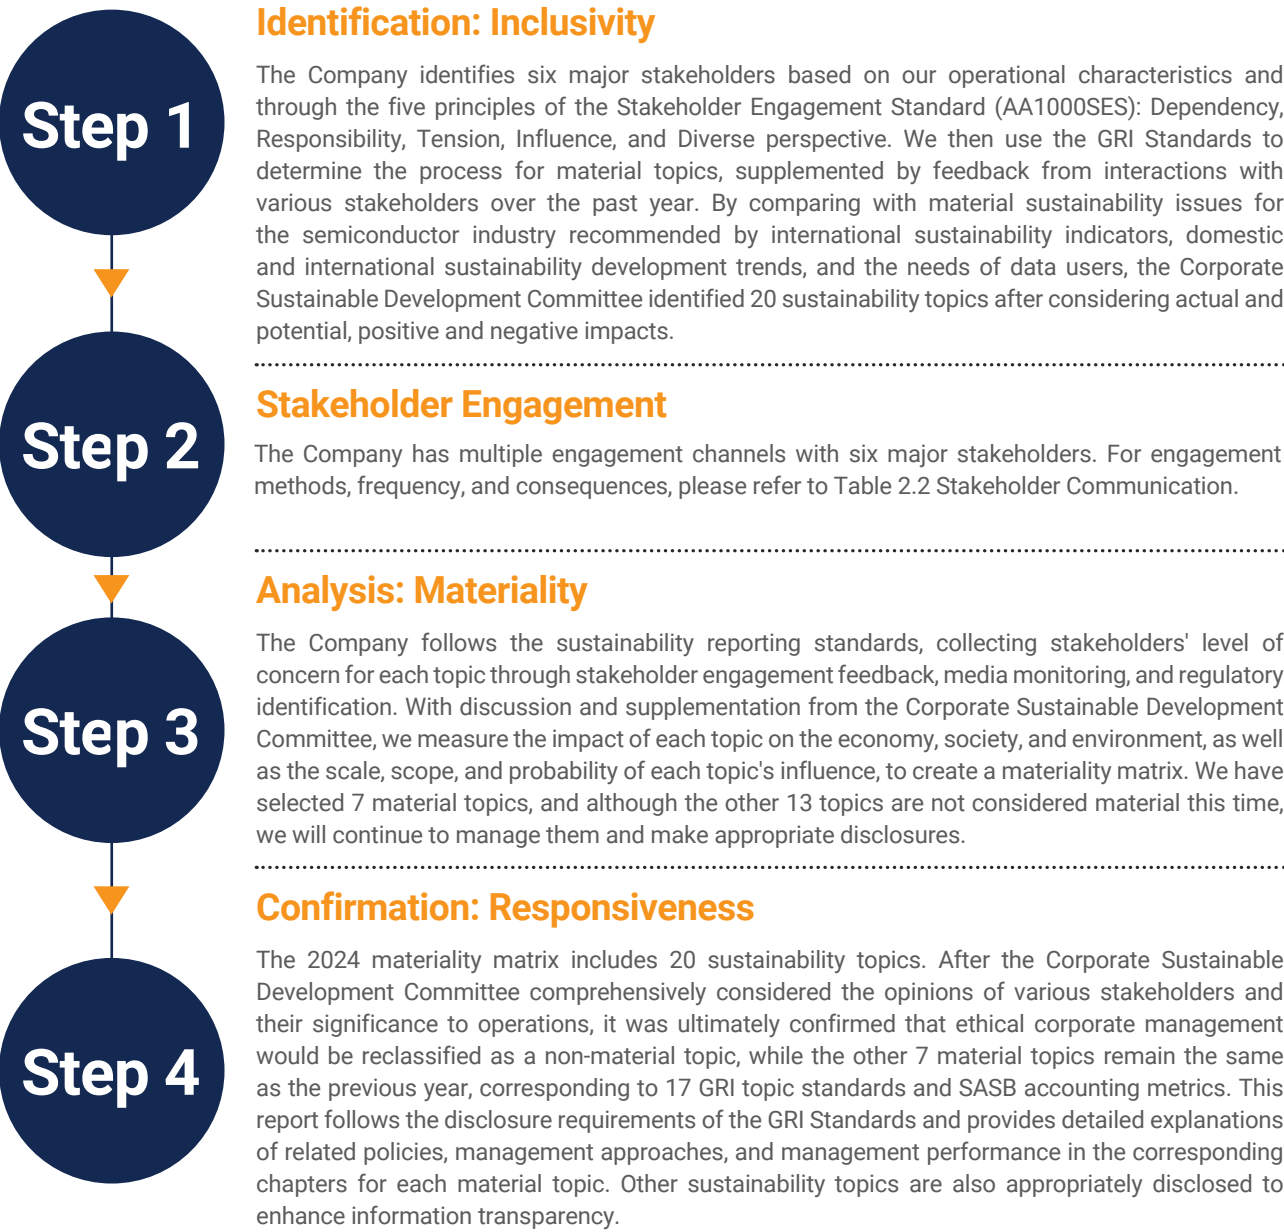 Step 1
Identification: Inclusivity
The Company identifies six major stakeholders based on our operational characteristics and
through the five principles of the Stakeholder Engagement Standard (AA1000SES): Dependency,
Responsibility, Tension, Influence, and Diverse perspective. We then use the GRI Standards to
determine the process for material topics, supplemented by feedback from interactions with
various stakeholders over the past year. By comparing with material sustainability issues for
the semiconductor industry recommended by international sustainability indicators, domestic
and international sustainability development trends, and the needs of data users, the Corporate
Sustainable Development Committee identified 20 sustainability topics after considering actual and
potential, positive and negative impacts.
Step 2
Stakeholder Engagement
The Company has multiple engagement channels with six major stakeholders. For engagement
methods, frequency, and consequences, please refer to Table 2.2 Stakeholder Communication.
Step 3
Analysis: Materiality
The Company follows the sustainability reporting standards, collecting stakeholders' level of
concern for each topic through stakeholder engagement feedback, media monitoring, and regulatory
identification. With discussion and supplementation from the Corporate Sustainable Development
Committee, we measure the impact of each topic on the economy, society, and environment, as well
as the scale, scope, and probability of each topic's influence, to create a materiality matrix. We have
selected 7 material topics, and although the other 13 topics are not considered material this time,
we will continue to manage them and make appropriate disclosures.
Step 4
Confirmation: Responsiveness
The 2024 materiality matrix includes 20 sustainability topics. After the Corporate Sustainable
Development Committee comprehensively considered the opinions of various stakeholders and
their significance to operations, it was ultimately confirmed that ethical corporate management
would be reclassified as a non-material topic, while the other 7 material topics remain the same
as the previous year, corresponding to 17 GRI topic standards and SASB accounting metrics. This
report follows the disclosure requirements of the GRI Standards and provides detailed explanations
of related policies, management approaches, and management performance in the corresponding
chapters for each material topic. Other sustainability topics are also appropriately disclosed to
enhance information transparency.